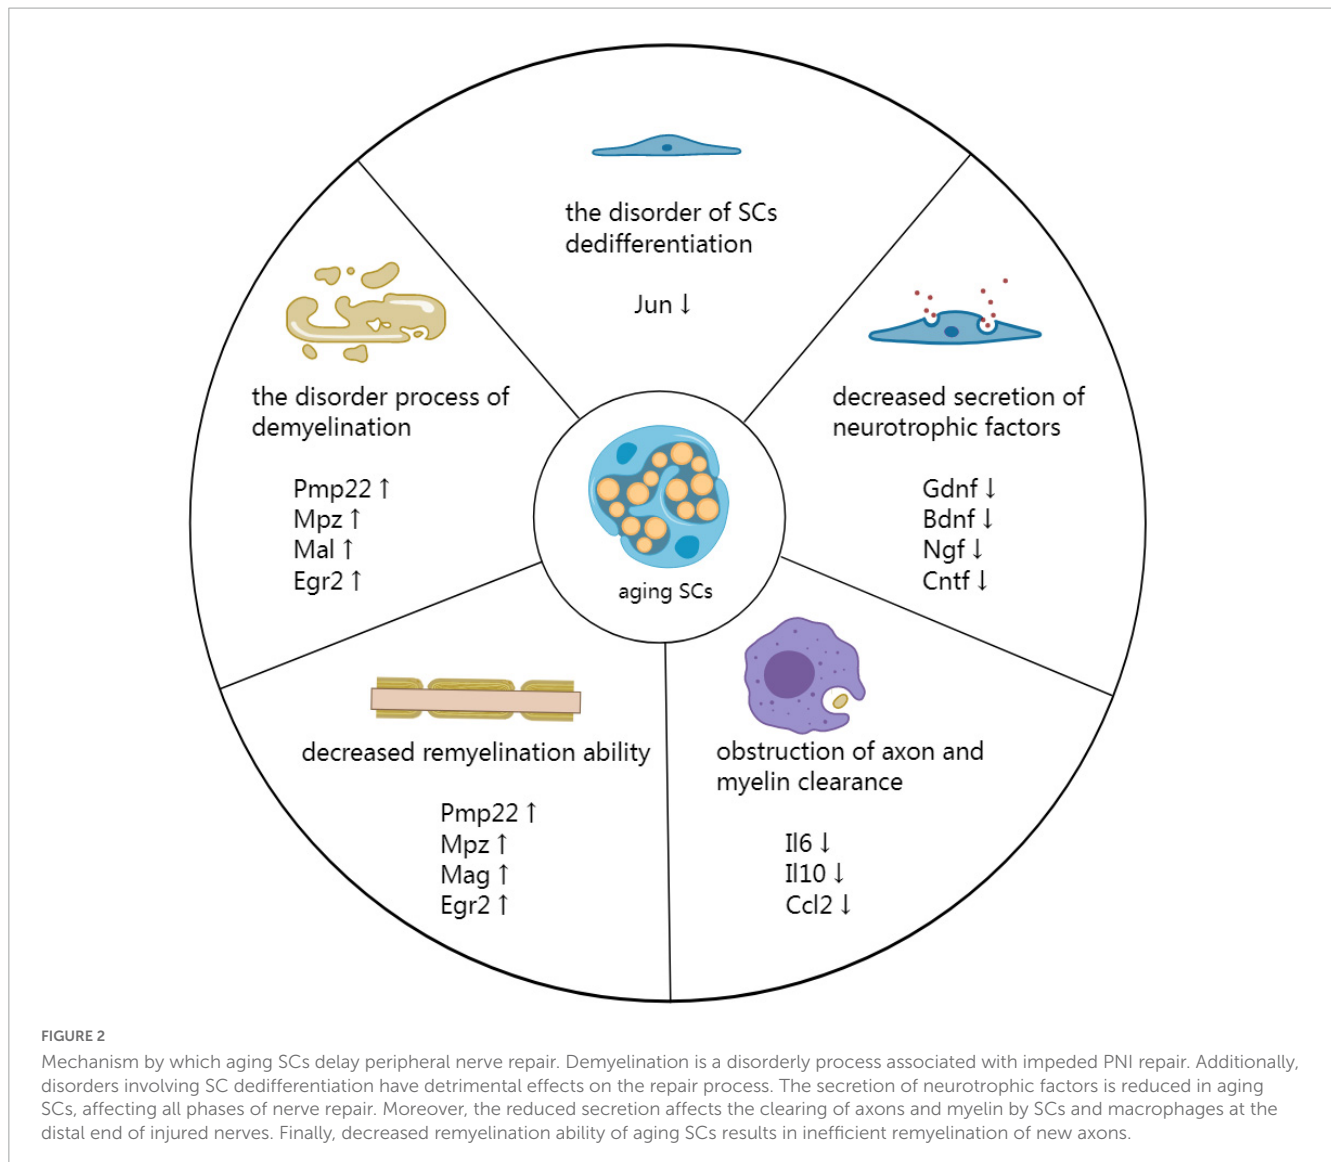 the disorder of SCs
dedifferentiation
Jun ↓
the disorder process of
demyelination
Pmp22 ↑
Mpz ↑
Mal ↑
Egr2 ↑
decreased secretion of
neurotrophic factors
Gdnf ↓
Bdnf ↓
Ngf ↓
Cntf ↓
aging SCs
decreased remyelination ability
Pmp22 ↑
Mpz ↑
Mag ↑
Egr2 ↑
obstruction of axon and
myelin clearance
Il6 ↓
Il10 ↓
Ccl2 ↓
FIGURE 2
Mechanism by which aging SCs delay peripheral nerve repair. Demyelination is a disorderly process associated with impeded PNI repair. Additionally,
disorders involving SC dedifferentiation have detrimental effects on the repair process. The secretion of neurotrophic factors is reduced in aging
SCs, affecting all phases of nerve repair. Moreover, the reduced secretion affects the clearing of axons and myelin by SCs and macrophages at the
distal end of injured nerves. Finally, decreased remyelination ability of aging SCs results in inefficient remyelination of new axons.